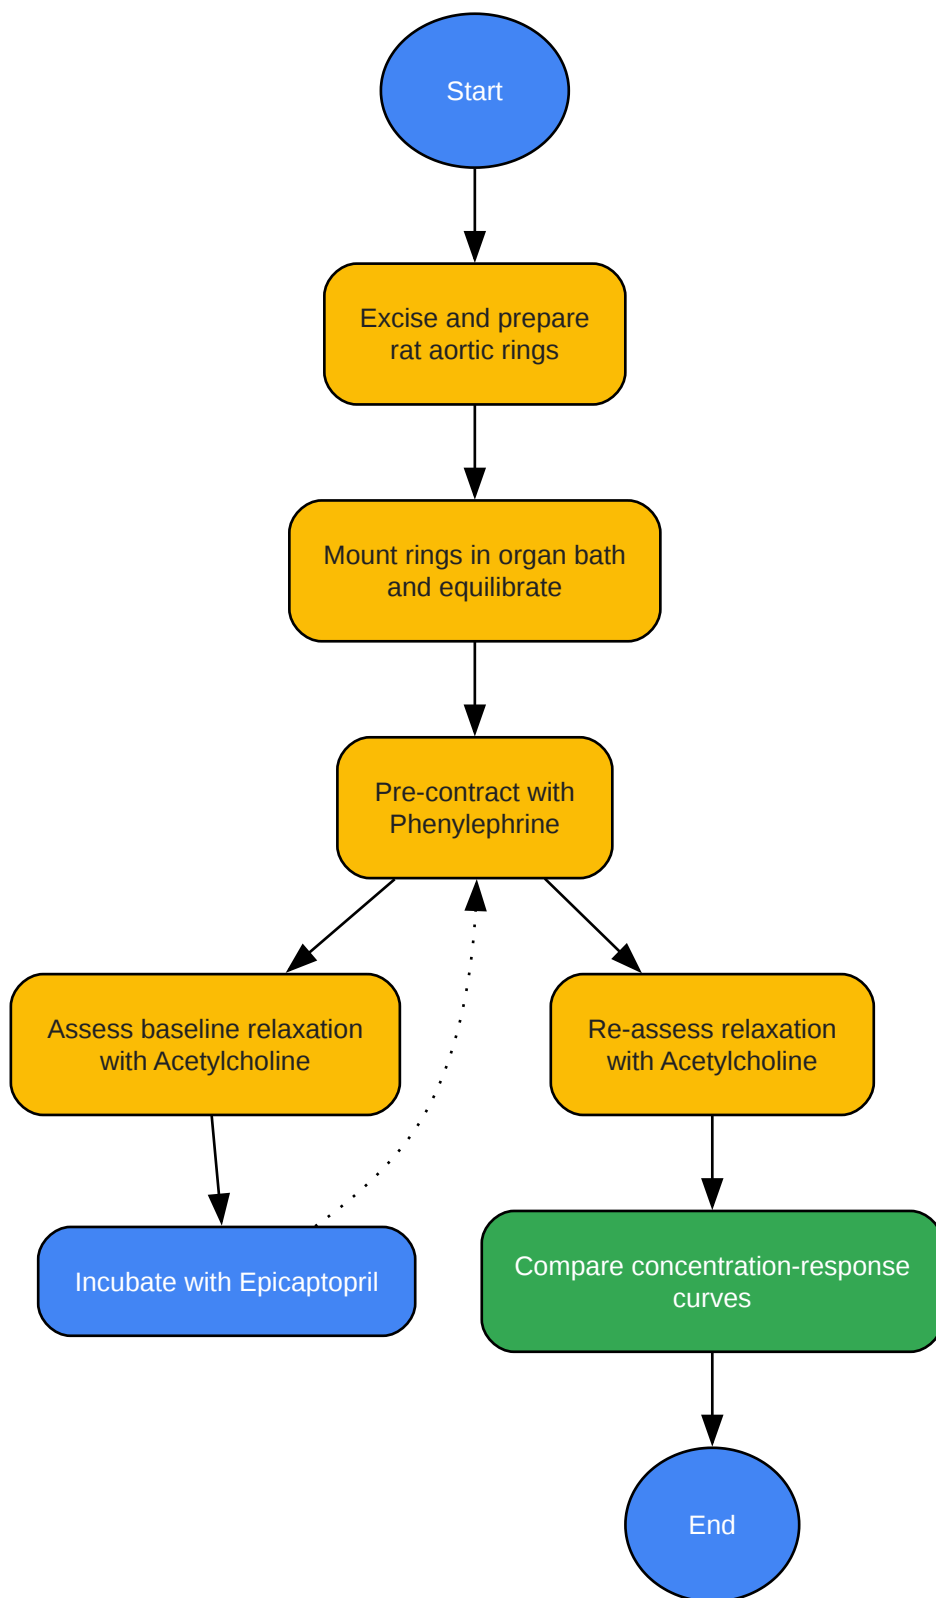 Start
Excise and prepare
rat aortic rings
Mount rings in organ bath
and equilibrate
Pre-contract with
Phenylephrine
Assess baseline relaxation
with Acetylcholine
Re-assess relaxation
with Acetylcholine
Incubate with Epicaptopril
Compare concentration-response
curves
End